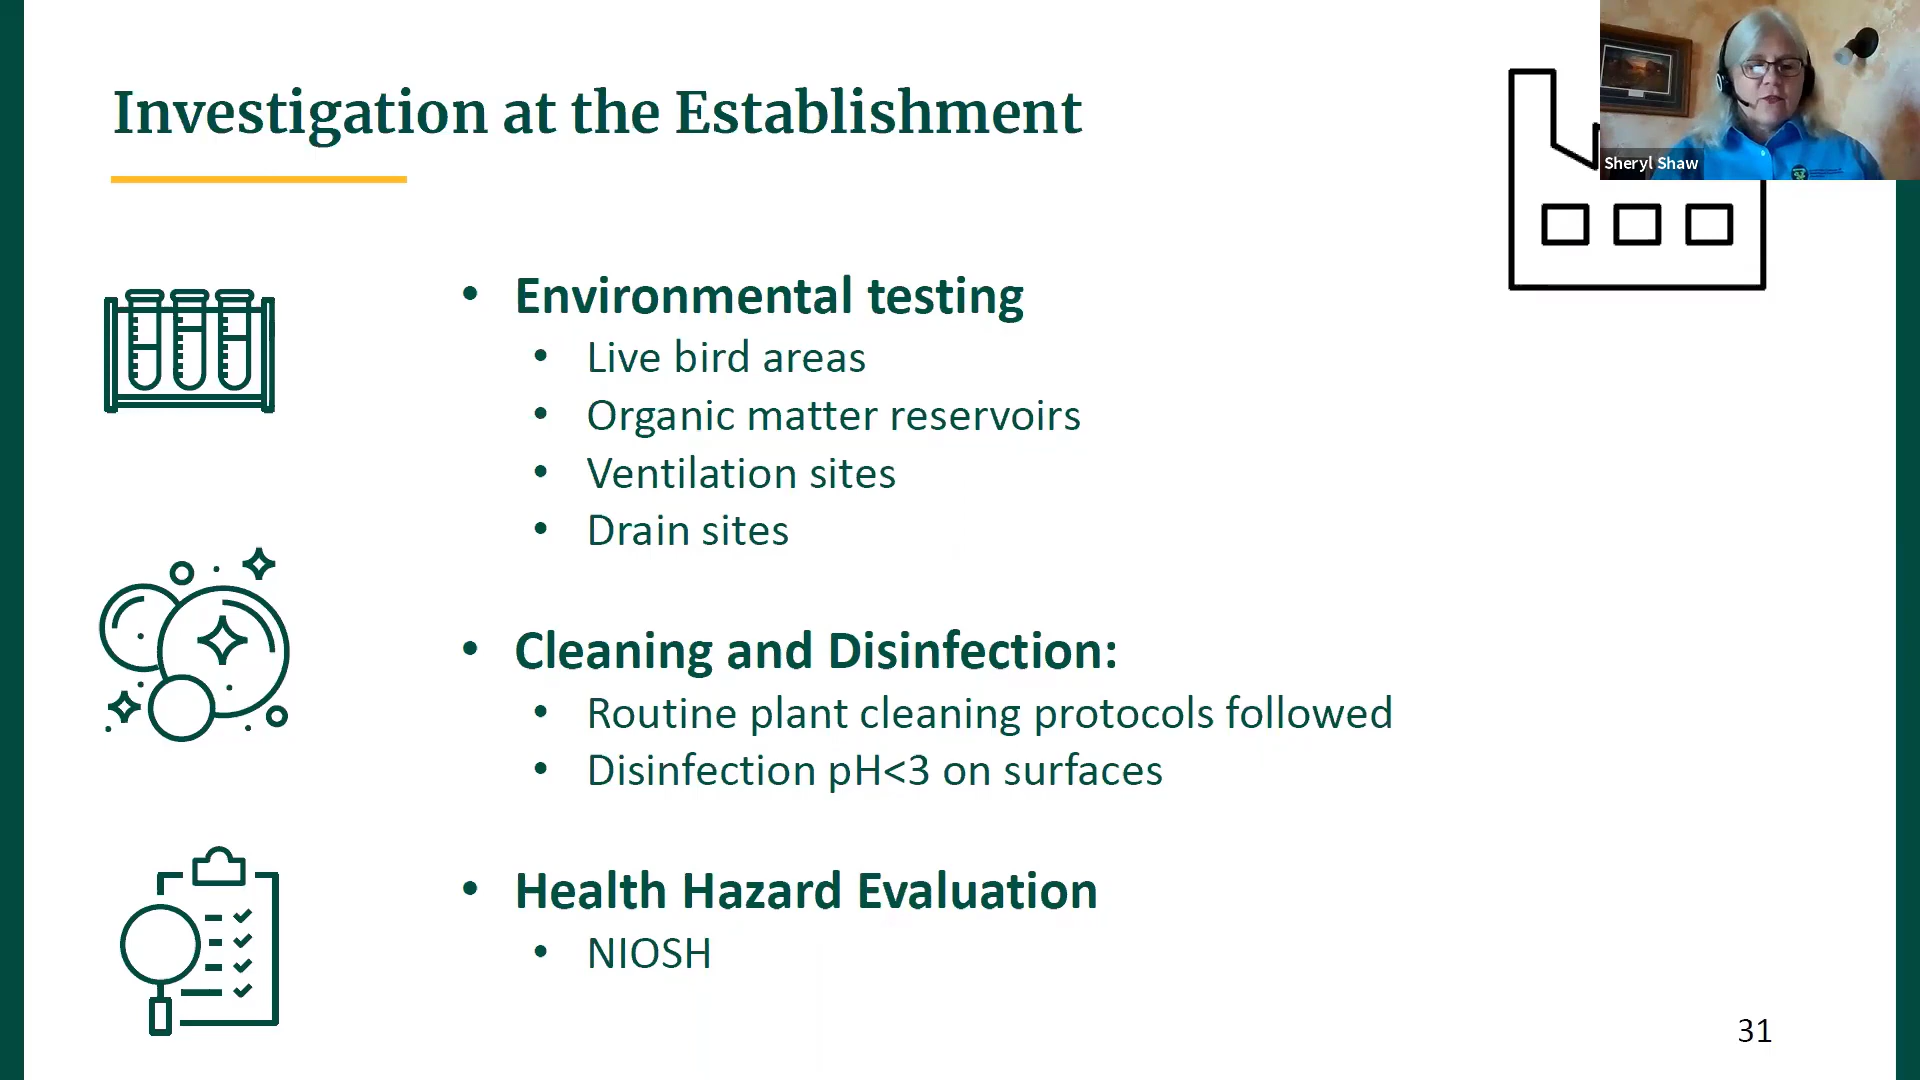 Investigation at the Establishment
Sheryl Shaw
• Environmental testing
• Live bird areas
• Organic matter reservoirs
• Ventilation sites
• Drain sites
• Cleaning and Disinfection:
• Routine plant cleaning protocols followed
• Disinfection pH<3 on surfaces
• Health Hazard Evaluation
• NIOSH
31